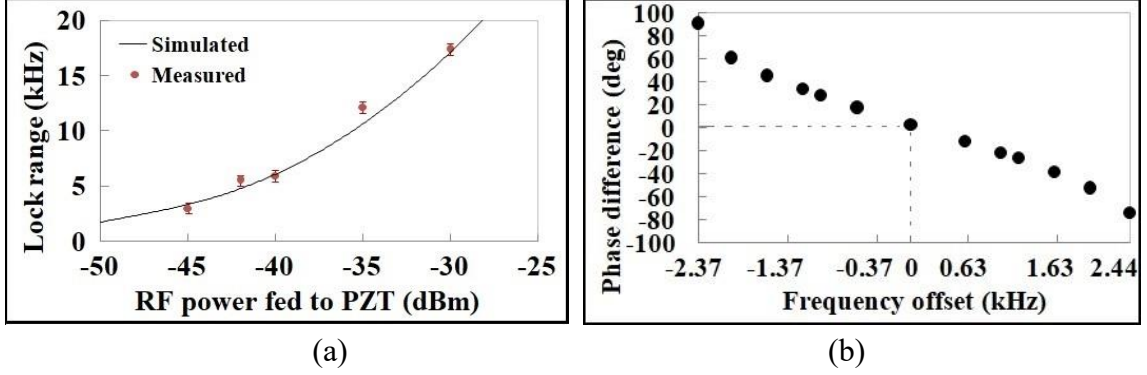 Lock range (kHz)
20
15
10
5
0
Simulated
Measured
-50 -45 -40 -35 -30 -25
RF power fed to PZT (dBm)
(a)
Phase difference (deg)
100
80
60
40
20
0
-20
-40
-60
-80
-100
-2.37 -1.37 -0.37 0 0.63 1.63 2.44
Frequency offset (kHz)
(b)